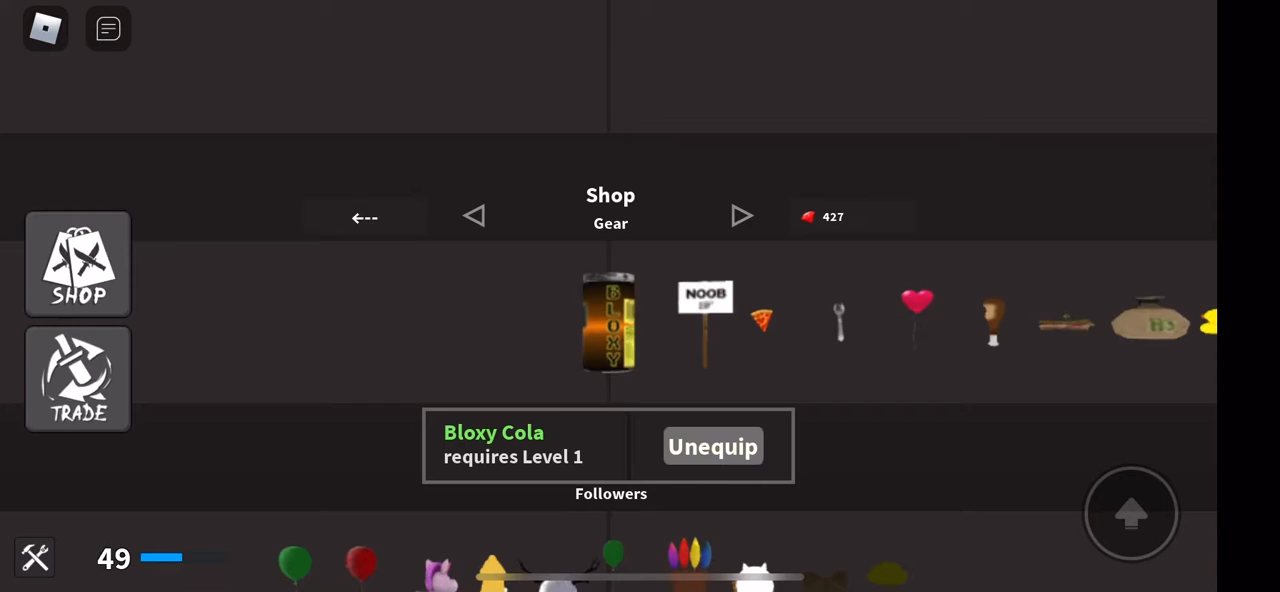 Shop
Gear
427
SHOP
BLOXY
NOOB
TRADE
Bloxy Cola
requires Level 1
Unequip
Followers
49